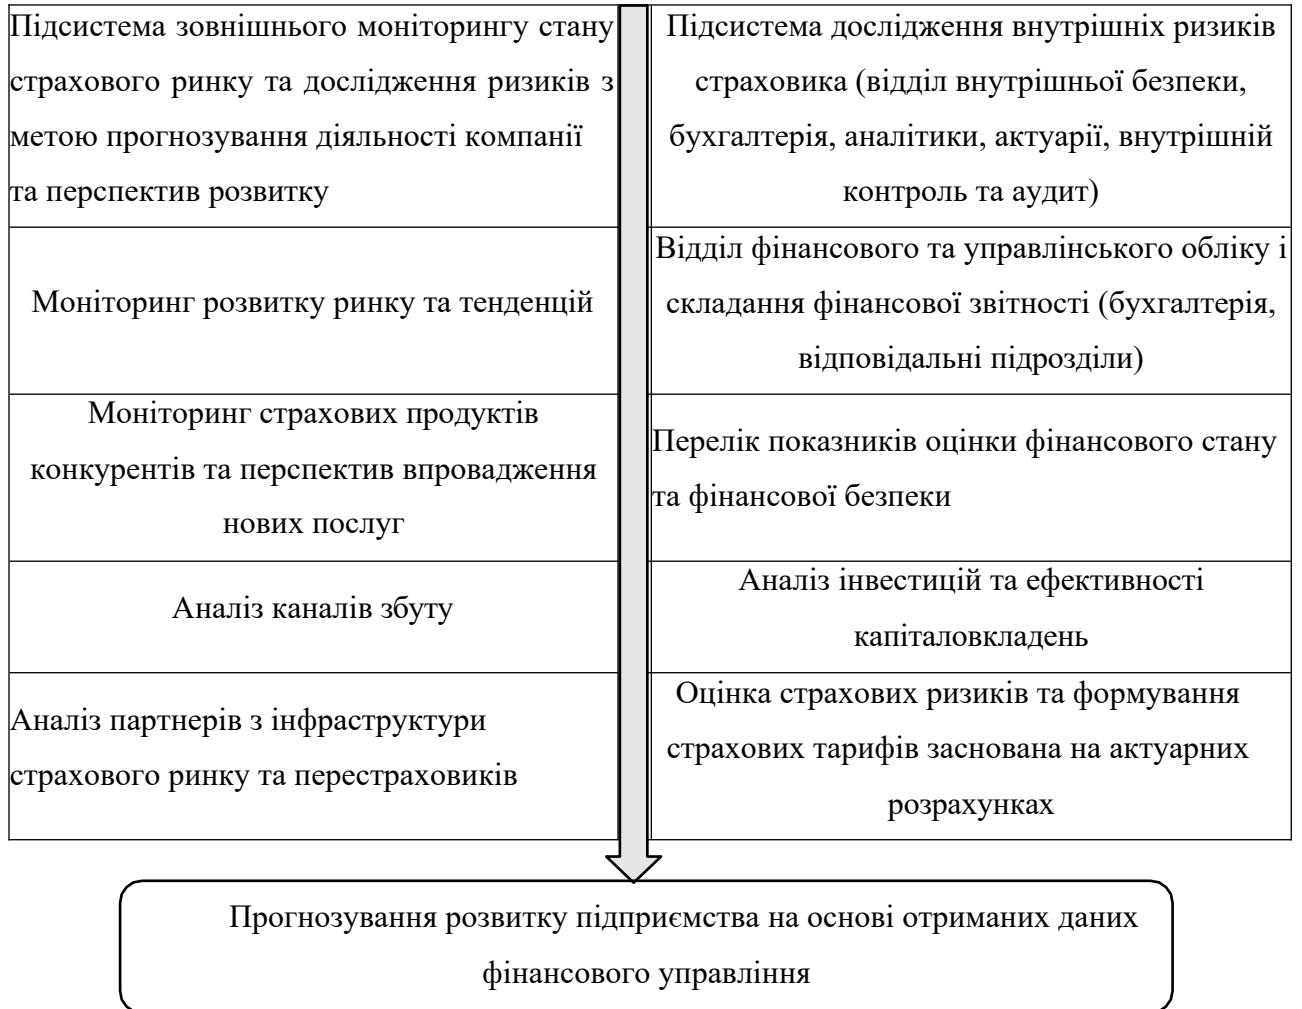 Підсистема зовнішнього моніторингу стану
страхового ринку та дослідження ризиків з
метою прогнозування діяльності компанії
та перспектив розвитку
Підсистема дослідження внутрішніх ризиків
страховика (відділ внутрішньої безпеки,
бухгалтерія, аналітики, актуарії, внутрішній
контроль та аудит)
Моніторинг розвитку ринку та тенденцій
Відділ фінансового та управлінського обліку і
складання фінансової звітності (бухгалтерія,
відповідальні підрозділи)
Моніторинг страхових продуктів
конкурентів та перспектив впровадження
нових послуг
Перелік показників оцінки фінансового стану
та фінансової безпеки
Аналіз каналів збуту
Аналіз інвестицій та ефективності
капіталовкладень
Аналіз партнерів з інфраструктури
страхового ринку та перестраховиків
Оцінка страхових ризиків та формування
страхових тарифів заснована на актуарних
розрахунках
Прогнозування розвитку підприємства на основі отриманих даних
фінансового управління